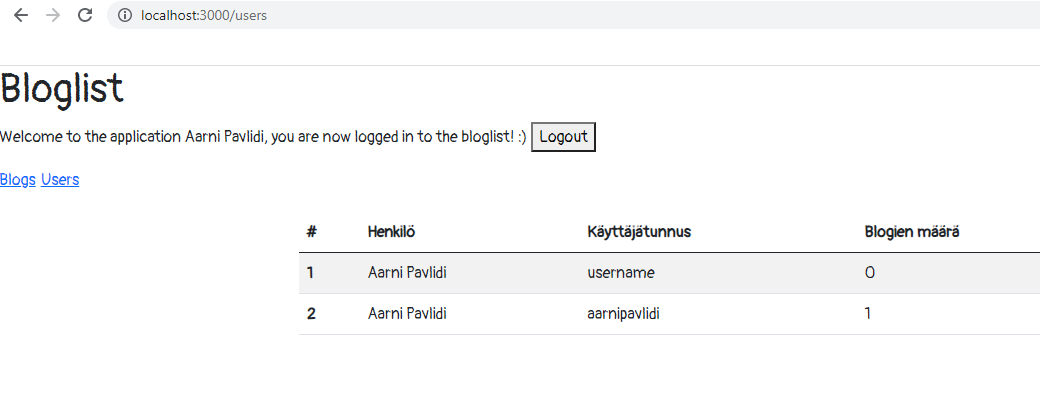 localhost:3000/users
Bloglist
Welcome to the application Aarni Pavlidi, you are now logged in to the bloglist! :) Logout
Blogs Users
# Henkilö Käyttäjätunnus Blogien määrä
1 Aarni Pavlidi username 0
2 Aarni Pavlidi aarnipavlidi 1